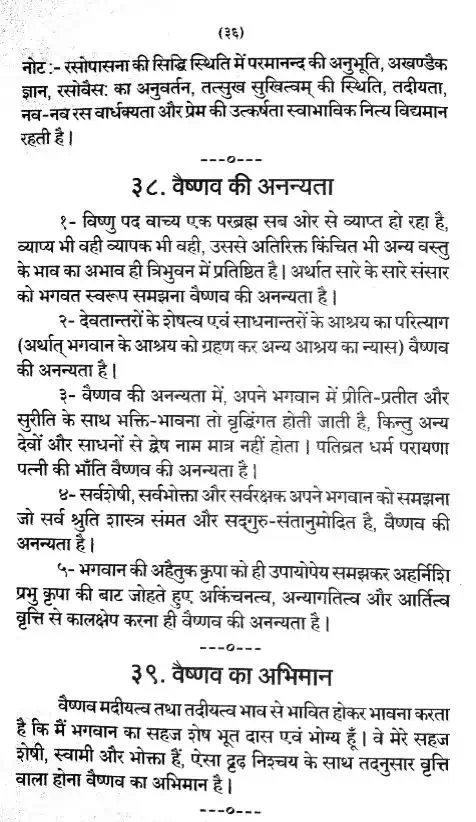 (३६)
नोट :- रसोपासना की सिद्धि स्थिति में परमानन्द की अनुभूति, अखण्डैक
ज्ञान, रसोवैस: का अनुवर्तन, तत्सुख सुखित्वम् की स्थिति, तदीयता,
नव-नव रस वार्धक्यता और प्रेम की उत्कर्षता स्वाभाविक नित्य विद्यमान
रहती है।
---०---
३८. वैष्णव की अनन्यता
१- विष्णु पद वाच्य एक परब्रह्म सब ओर से व्याप्त हो रहा है,
व्याप्य भी वही व्यापक भी वही, उससे अतिरिक्त किंचित भी अन्य वस्तु
के भाव का अभाव ही त्रिभुवन में प्रतिष्ठित है। अर्थात सारे के सारे संसार
को भगवत स्वरूप समझना वैष्णव की अनन्यता है।
२- देवतान्तरों के शेषत्व एवं साधनान्तरों के आश्रय का परित्याग
(अर्थात् भगवान के आश्रय को ग्रहण कर अन्य आश्रय का न्यास) वैष्णव
की अनन्यता है।
३- वैष्णव की अनन्यता में, अपने भगवान में प्रीति-प्रतीत और
सुरीति के साथ भक्ति-भावना तो वृद्धिंगत होती जाती है, किन्तु अन्य
देवों और साधनों से द्वेष नाम मात्र नहीं होता। पतिव्रत धर्म परायणा
पत्नी की भाँति वैष्णव की अनन्यता है।
४- सर्वशेषी, सर्वभोक्ता और सर्वरक्षक अपने भगवान को समझना
जो सर्व श्रुति शास्त्र संमत और सद्गुरु-संतानुमोदित है, वैष्णव की
अनन्यता है।
५- भगवान की अहैतुक कृपा को ही उपायोपेय समझकर अहर्निशि
प्रभु कृपा की बाट जोहते हुए अकिंचनत्व, अन्यागतित्व और आर्तित्व
वृत्ति से कालक्षेप करना ही वैष्णव की अनन्यता है।
---०---
३९. वैष्णव का अभिमान
वैष्णव मदीयत्व तथा तदीयत्व भाव से भावित होकर भावना करता
है कि मैं भगवान का सहज शेष भूत दास एवं भोग्य हूँ। वे मेरे सहज
शेषी, स्वामी और भोक्ता हैं, ऐसा दृढ़ निश्चय के साथ तद्नुसार वृत्ति
वाला होना वैष्णव का अभिमान है।
---०---